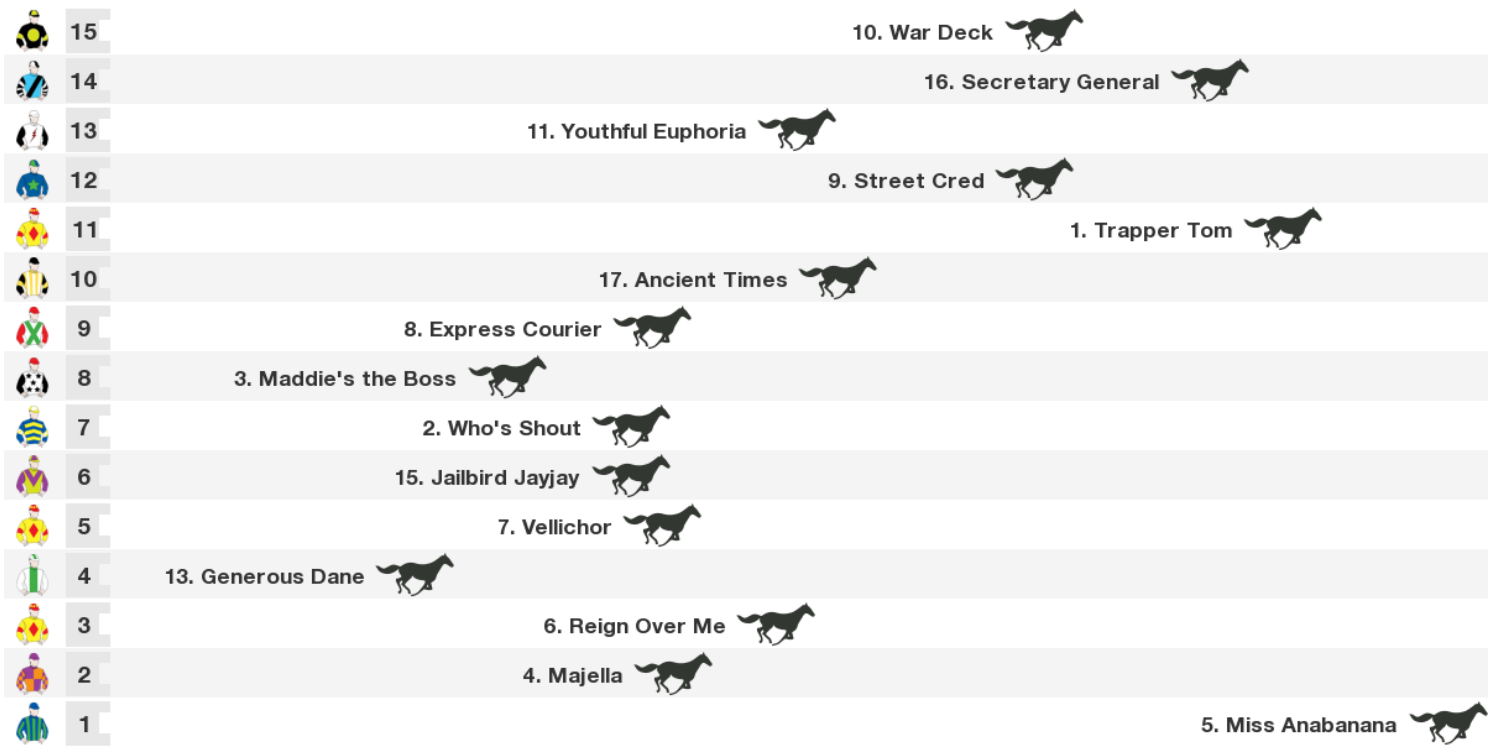 15 10. War Deck
14 16. Secretary General
13 11. Youthful Euphoria
12 9. Street Cred
11 1. Trapper Tom
10 17. Ancient Times
9 8. Express Courier
8 3. Maddie's the Boss
7 2. Who's Shout
6 15. Jailbird Jayjay
5 7. Vellichor
4 13. Generous Dane
3 6. Reign Over Me
2 4. Majella
1 5. Miss Anabanana